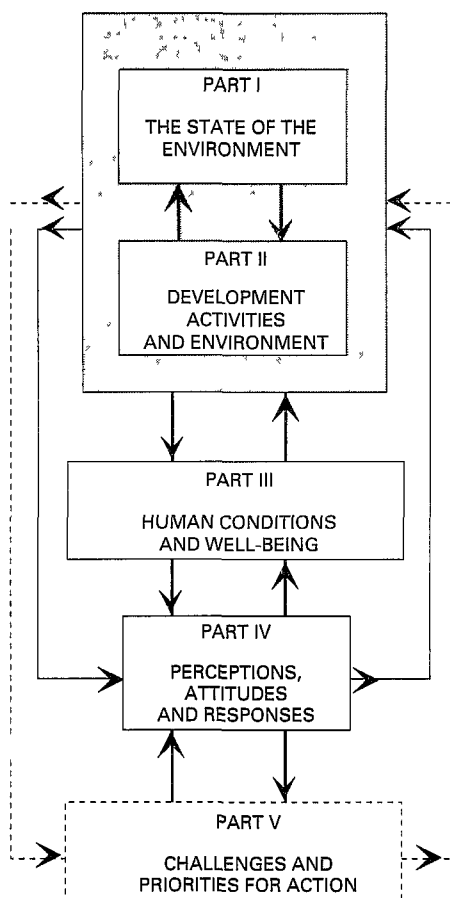 PART I
THE STATE OF THE
ENVIRONMENT
PART II
DEVELOPMENT
ACTIVITIES
AND ENVIRONMENT
PART III
HUMAN CONDITIONS
AND WELL-BEING
PART IV
PERCEPTIONS,
ATTITUDES
AND RESPONSES
PART V
CHALLENGES AND
PRIORITIES FOR ACTION